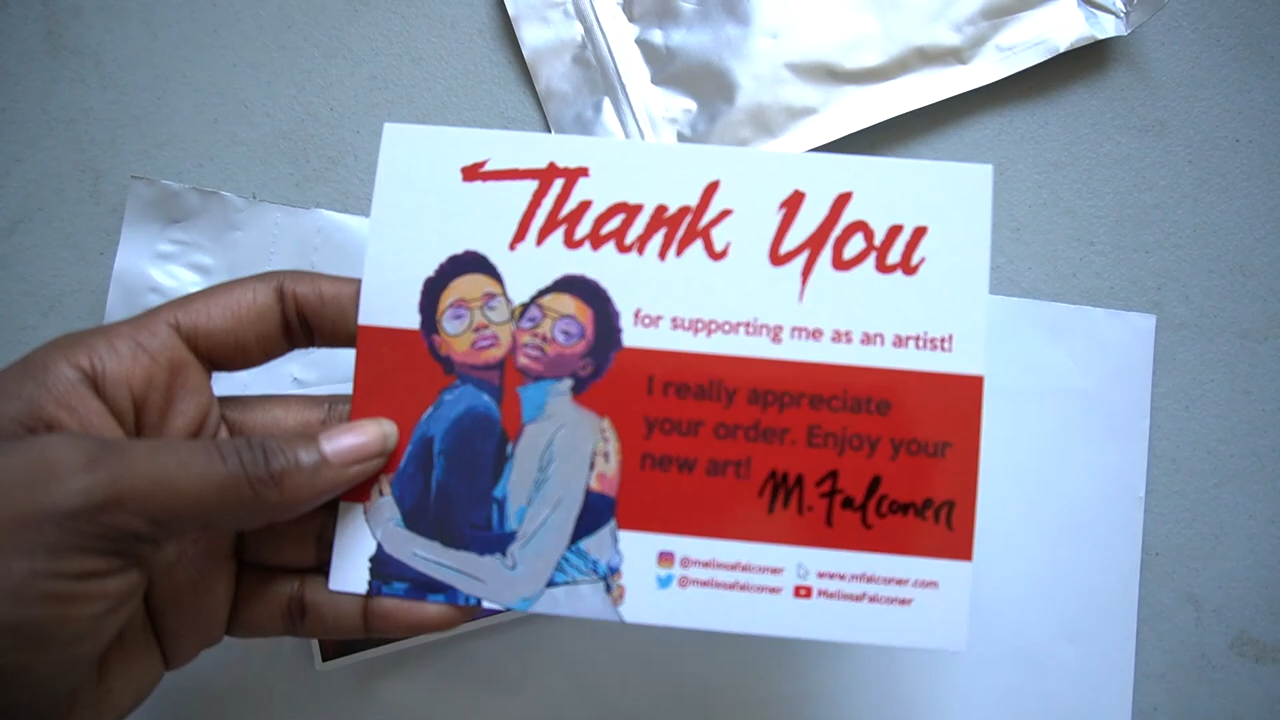 Thank You
for supporting me as an artist!
I really appreciate
your order. Enjoy your
new art!
M. Falconer
@melissafalconer
www.mfalconer.com
@melissafalconer
MelissaFalconer